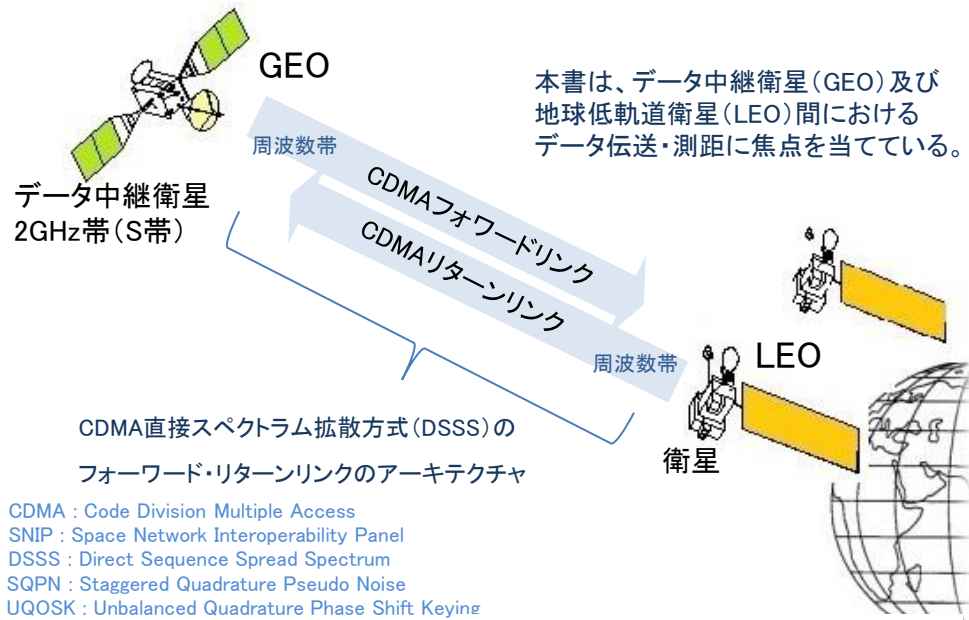 GEO
本書は、データ中継衛星(GEO)及び
地球低軌道衛星(LEO)間における
データ伝送・測距に焦点を当てている。
周波数帯
データ中継衛星
2GHz帯(S帯)
CDMAフォワードリンク
CDMAリターンリンク
周波数帯
LEO
衛星
CDMA直接スペクトラム拡散方式(DSSS)の
フォーワード・リターンリンクのアーキテクチャ
CDMA : Code Division Multiple Access
SNIP : Space Network Interoperability Panel
DSSS : Direct Sequence Spread Spectrum
SQPN : Staggered Quadrature Pseudo Noise
UQOSK : Unbalanced Quadrature Phase Shift Keying